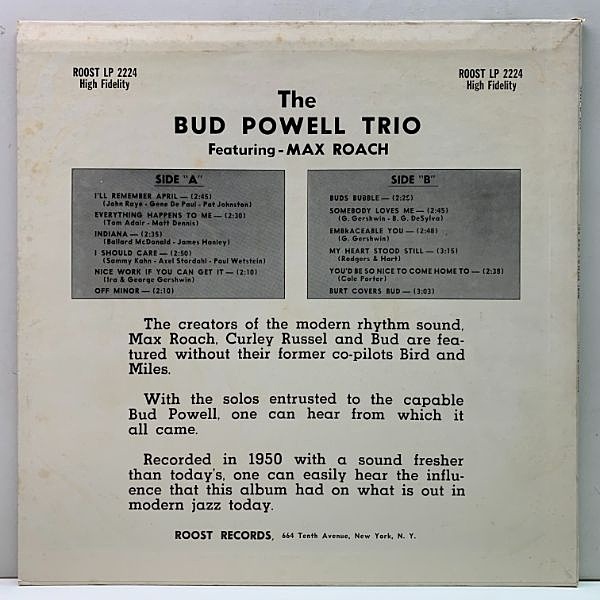 ROOST LP 2224
High Fidelity
ROOST LP 2224
High Fidelity
The
BUD POWELL TRIO
Featuring - MAX ROACH
SIDE "A"
I'LL REMEMBER APRIL — (2:45)
(John Raye - Gene De Paul - Pat Johnston)
EVERYTHING HAPPENS TO ME — (2:30)
(Tom Adair - Matt Dennis)
INDIANA — (2:35)
(Ballard McDonald - James Hanley)
I SHOULD CARE — (2:50)
(Sammy Kahn - Axel Stordahl - Paul Wetstein)
NICE WORK IF YOU CAN GET IT — (2:10)
(Ira & George Gershwin)
OFF MINOR — (2:10)
SIDE "B"
BUDS BUBBLE — (2:25)
SOMEBODY LOVES ME — (2:45)
(G. Gershwin - B. G. DeSylva)
EMBRACEABLE YOU — (2:48)
(G. Gershwin)
MY HEART STOOD STILL — (3:15)
(Rodgers & Hart)
YOU'D BE SO NICE TO COME HOME TO — (2:38)
(Cole Porter)
BURT COVERS BUD — (3:03)
The creators of the modern rhythm sound,
Max Roach, Curley Russel and Bud are fea-
tured without their former co-pilots Bird and
Miles.
With the solos entrusted to the capable
Bud Powell, one can hear from which it
all came.
Recorded in 1950 with a sound fresher
than today's, one can easily hear the influ-
ence that this album had on what is out in
modern jazz today.
ROOST RECORDS, 664 Tenth Avenue, New York, N. Y.